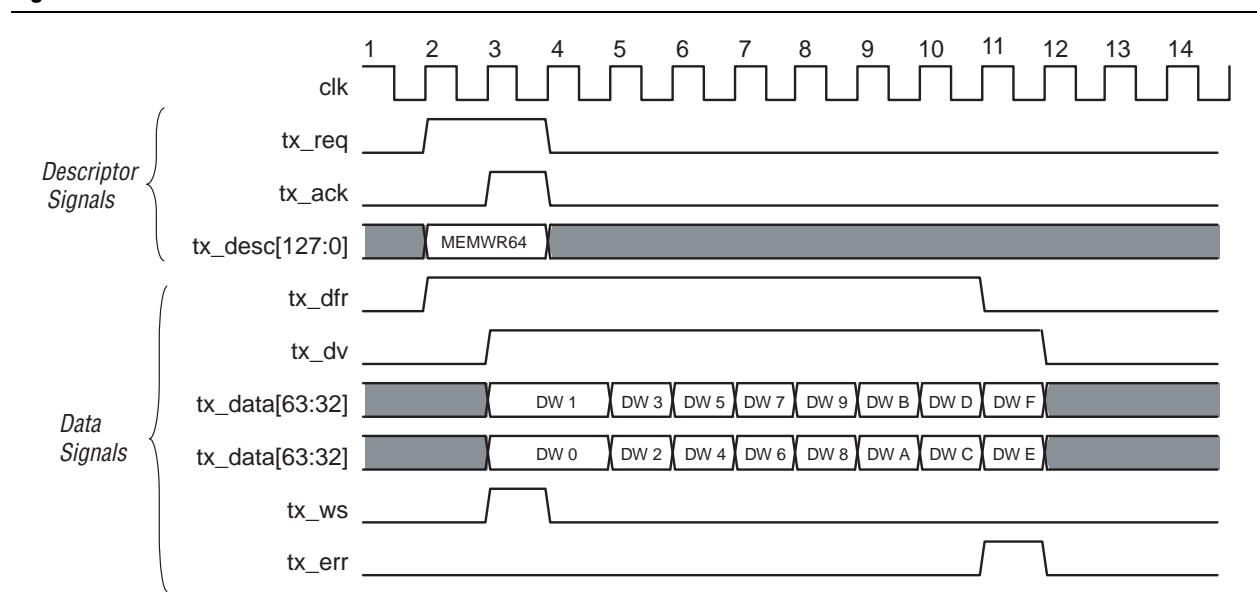 1 2 3 4 5 6 7 8 9 10 11 12 13 14
clk
tx_req
Descriptor
Signals
tx_ack
tx_desc[127:0]
MEMWR64
tx_dfr
tx_dv
tx_data[63:32]
DW 1 DW 3 DW 5 DW 7 DW 9 DW B DW D DW F
Data
Signals
tx_data[63:32]
DW 0 DW 2 DW 4 DW 6 DW 8 DW A DW C DW E
tx_ws
tx_err